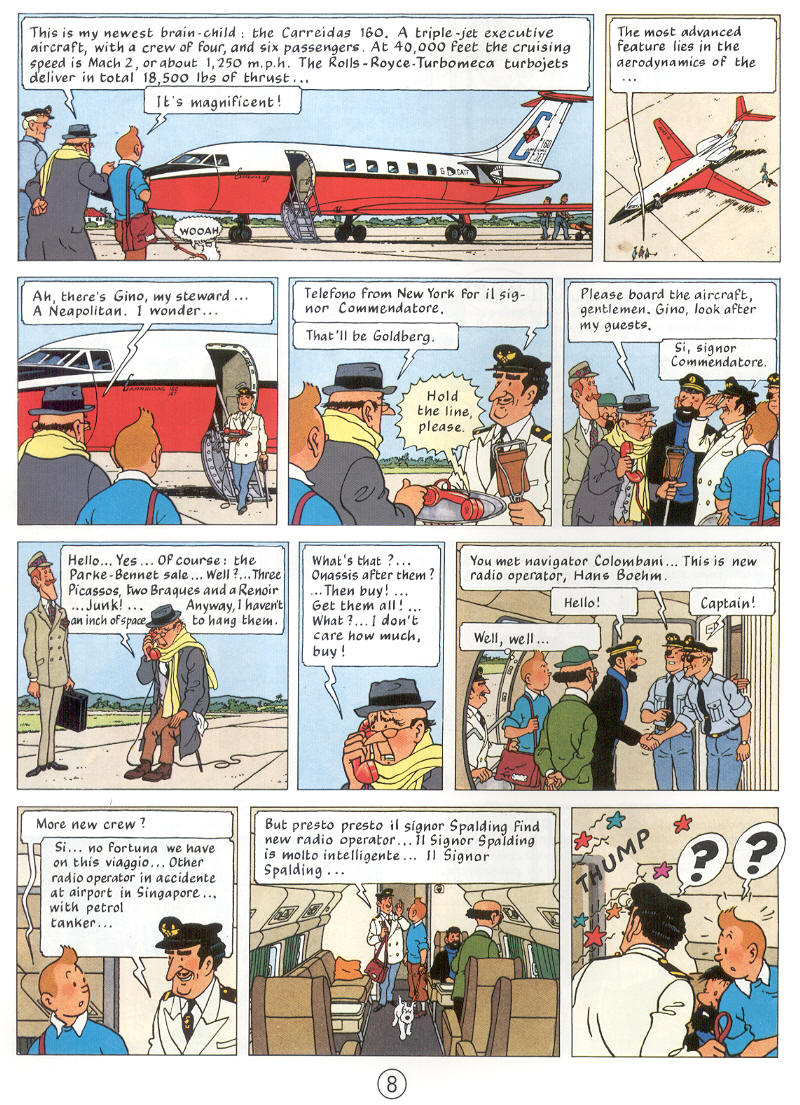 This is my newest brain-child: the Carreidas 160. A triple-jet executive
aircraft, with a crew of four, and six passengers. At 40,000 feet the cruising
speed is Mach 2, or about 1,250 m.p.h. The Rolls-Royce-Turbomeca turbojets
deliver in total 18,500 lbs of thrust...
It's magnificent!
WOOAH
C
160
JET
G CATF
The most advanced
feature lies in the
aerodynamics of the
...
Ah, there's Gino, my steward...
A Neapolitan. I wonder...
CARREIDAS 160
JET
Telefono from New York for il sig-
nor Commendatore.
That'll be Goldberg.
Hold
the line,
please.
Please board the aircraft,
gentlemen. Gino, look after
my guests.
Si, signor
Commendatore.
Hello... Yes... Of course: the
Parke-Bennet sale... Well?...Three
Picassos, two Braques and a Renoir
...Junk!... Anyway, I haven't
an inch of space to hang them.
What's that?...
Onassis after them?
...Then buy!...
Get them all!...
What?...I don't
care how much,
buy!
You met navigator Colombani... This is new
radio operator, Hans Boehm.
Hello!
Captain!
Well, well...
More new crew?
Si... no fortuna we have
on this viaggio... Other
radio operator in accidente
at airport in Singapore...
with petrol
tanker...
But presto presto il signor Spalding find
new radio operator... Il Signor Spalding
is molto intelligente... Il Signor
Spalding...
THUMP
?
?
8